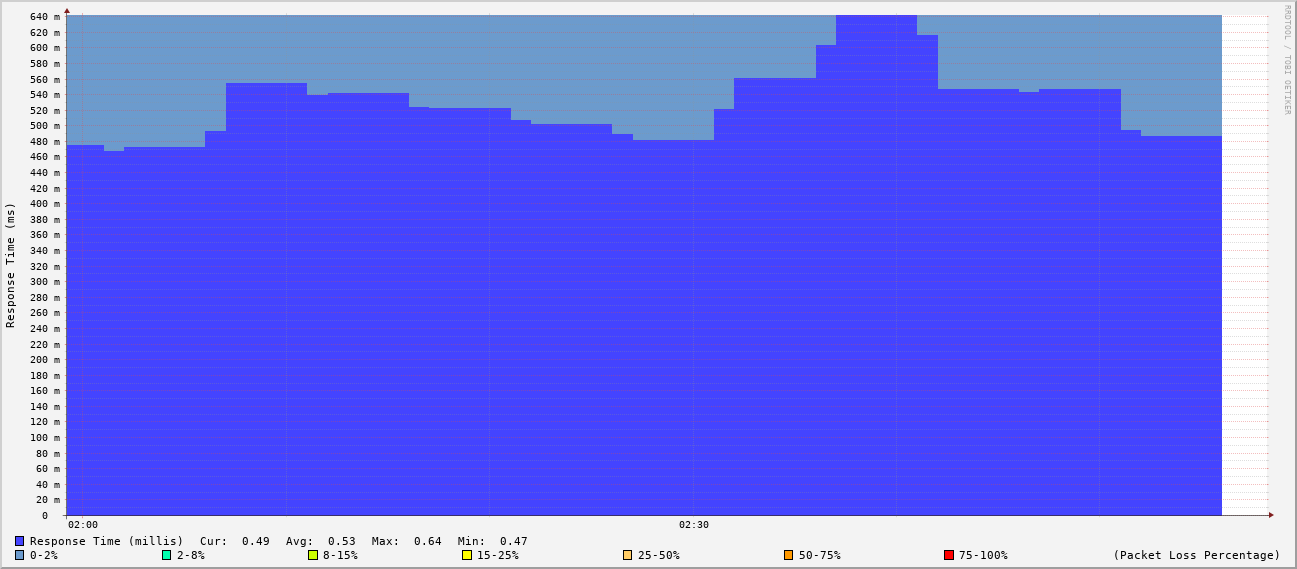 RRDTOOL / TOBI OETIKER
Response Time (ms)
640 m
620 m
600 m
580 m
560 m
540 m
520 m
500 m
480 m
460 m
440 m
420 m
400 m
380 m
360 m
340 m
320 m
300 m
280 m
260 m
240 m
220 m
200 m
180 m
160 m
140 m
120 m
100 m
80 m
60 m
40 m
20 m
0
02:00 02:30
Response Time (millis) Cur: 0.49 Avg: 0.53 Max: 0.64 Min: 0.47
0-2% 2-8% 8-15% 15-25% 25-50% 50-75% 75-100% (Packet Loss Percentage)